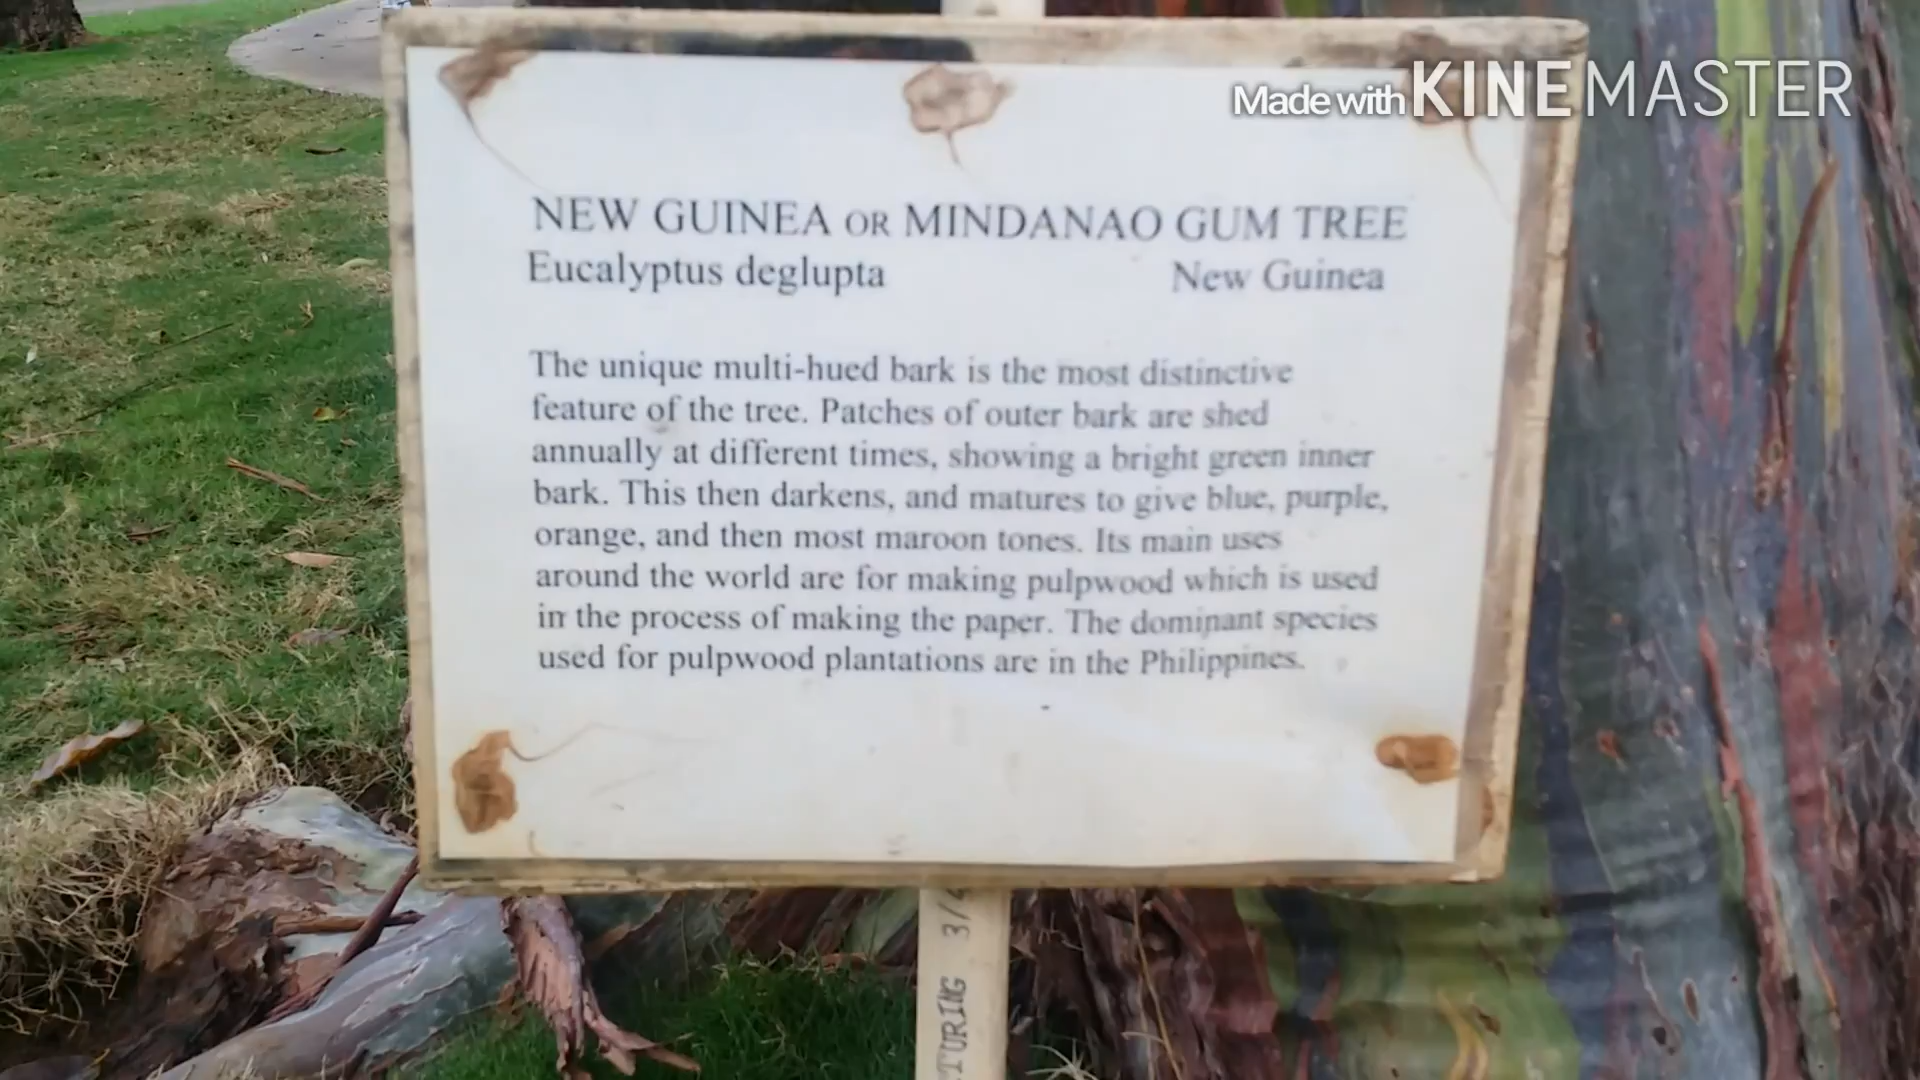 Made with KINEMASTER
NEW GUINEA OR MINDANAO GUM TREE
Eucalyptus deglupta New Guinea
The unique multi-hued bark is the most distinctive
feature of the tree. Patches of outer bark are shed
annually at different times, showing a bright green inner
bark. This then darkens, and matures to give blue, purple,
orange, and then most maroon tones. Its main uses
around the world are for making pulpwood which is used
in the process of making the paper. The dominant species
used for pulpwood plantations are in the Philippines.